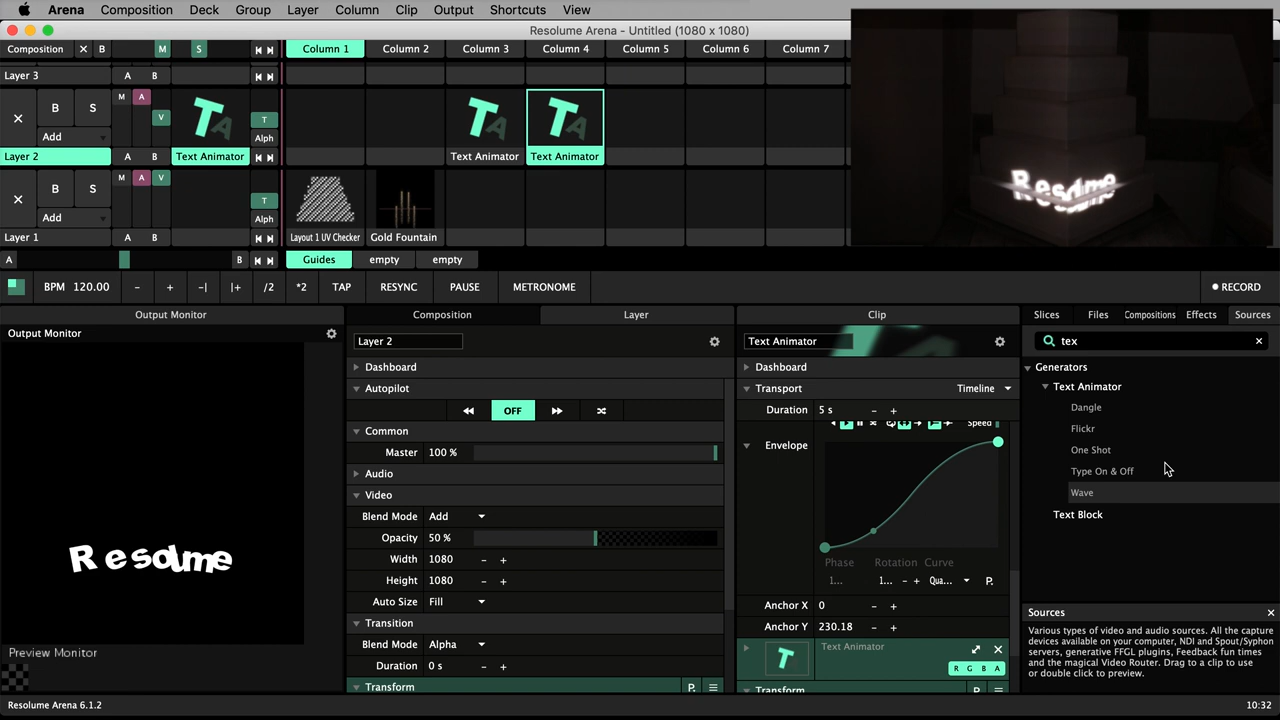 Arena Composition Deck Group Layer Column Clip Output Shortcuts View
Resolume Arena - Untitled (1080 x 1080)
Composition X B M S Column 1 Column 2 Column 3 Column 4 Column 5 Column 6 Column 7
Layer 3 A B
B S M A T
Add V Alph
Layer 2 A B Text Animator Text Animator Text Animator
B S M A V T
Add Alph
Layer 1 A B Layout 1 UV Checker Gold Fountain
Resolume
A B Guides empty empty
BPM 120.00 - + -| |+ /2 *2 TAP RESYNC PAUSE METRONOME RECORD
Output Monitor Composition Layer Clip Slices Files Compositions Effects Sources
Output Monitor
Resolume
Preview Monitor
Layer 2
Dashboard
Autopilot
OFF
Common
Master 100 %
Audio
Video
Blend Mode Add
Opacity 50 %
Width 1080 - +
Height 1080 - +
Auto Size Fill
Transition
Blend Mode Alpha
Duration 0 s - +
Transform P.
Text Animator
Dashboard
Transport Timeline
Duration 5 s - +
Speed
Envelope
Phase Rotation Curve
1... 1... - + Qua... P.
Anchor X 0 - +
Anchor Y 230.18 - +
Text Animator
R G B A
Transform P
tex
Generators
Text Animator
Dangle
Flickr
One Shot
Type On & Off
Wave
Text Block
Sources
Various types of video and audio sources. All the capture
devices available on your computer, NDI and Spout/Syphon
servers, generative FFGL plugins, Feedback fun times
and the magical Video Router. Drag to a clip to use
or double click to preview.
Resolume Arena 6.1.2 10:32